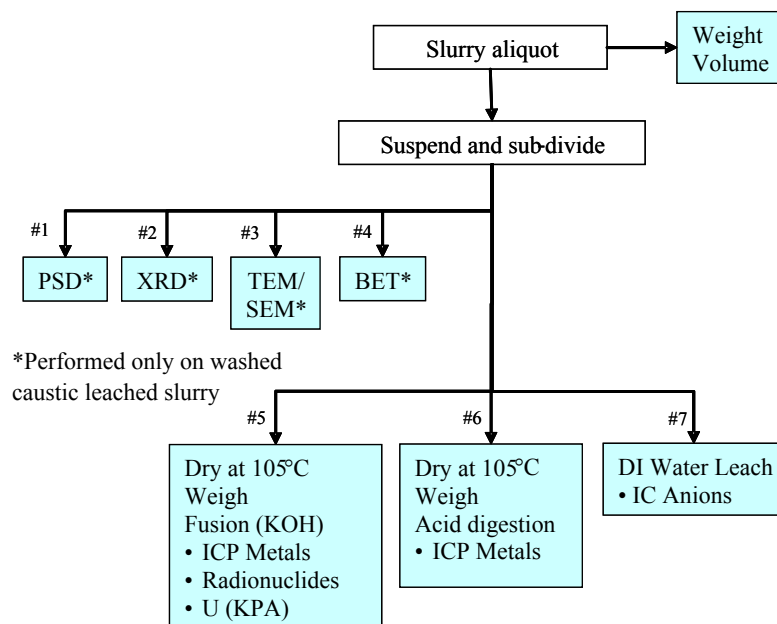 Slurry aliquot
Weight
Volume
Suspend and sub-divide
#1
#2
#3
#4
PSD*
XRD*
TEM/
SEM*
BET*
*Performed only on washed
caustic leached slurry
#5
#6
#7
Dry at 105°C
Weigh
Fusion (KOH)
• ICP Metals
• Radionuclides
• U (KPA)
Dry at 105°C
Weigh
Acid digestion
• ICP Metals
DI Water Leach
• IC Anions